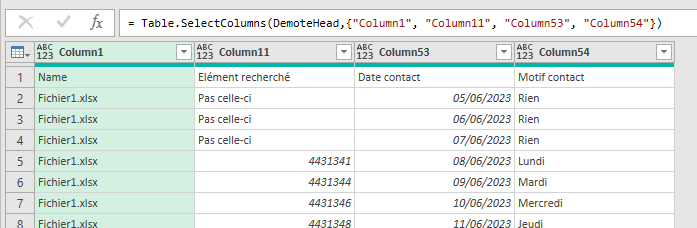 = Table.SelectColumns(DemoteHead,{"Column1", "Column11", "Column53", "Column54"})
ABC 123 Column1 ABC 123 Column11 ABC 123 Column53 ABC 123 Column54
1 Name Elément recherché Date contact Motif contact
2 Fichier1.xlsx Pas celle-ci 05/06/2023 Rien
3 Fichier1.xlsx Pas celle-ci 06/06/2023 Rien
4 Fichier1.xlsx Pas celle-ci 07/06/2023 Rien
5 Fichier1.xlsx 4431341 08/06/2023 Lundi
6 Fichier1.xlsx 4431344 09/06/2023 Mardi
7 Fichier1.xlsx 4431346 10/06/2023 Mercredi
8 Fichier1.xlsx 4431348 11/06/2023 Jeudi